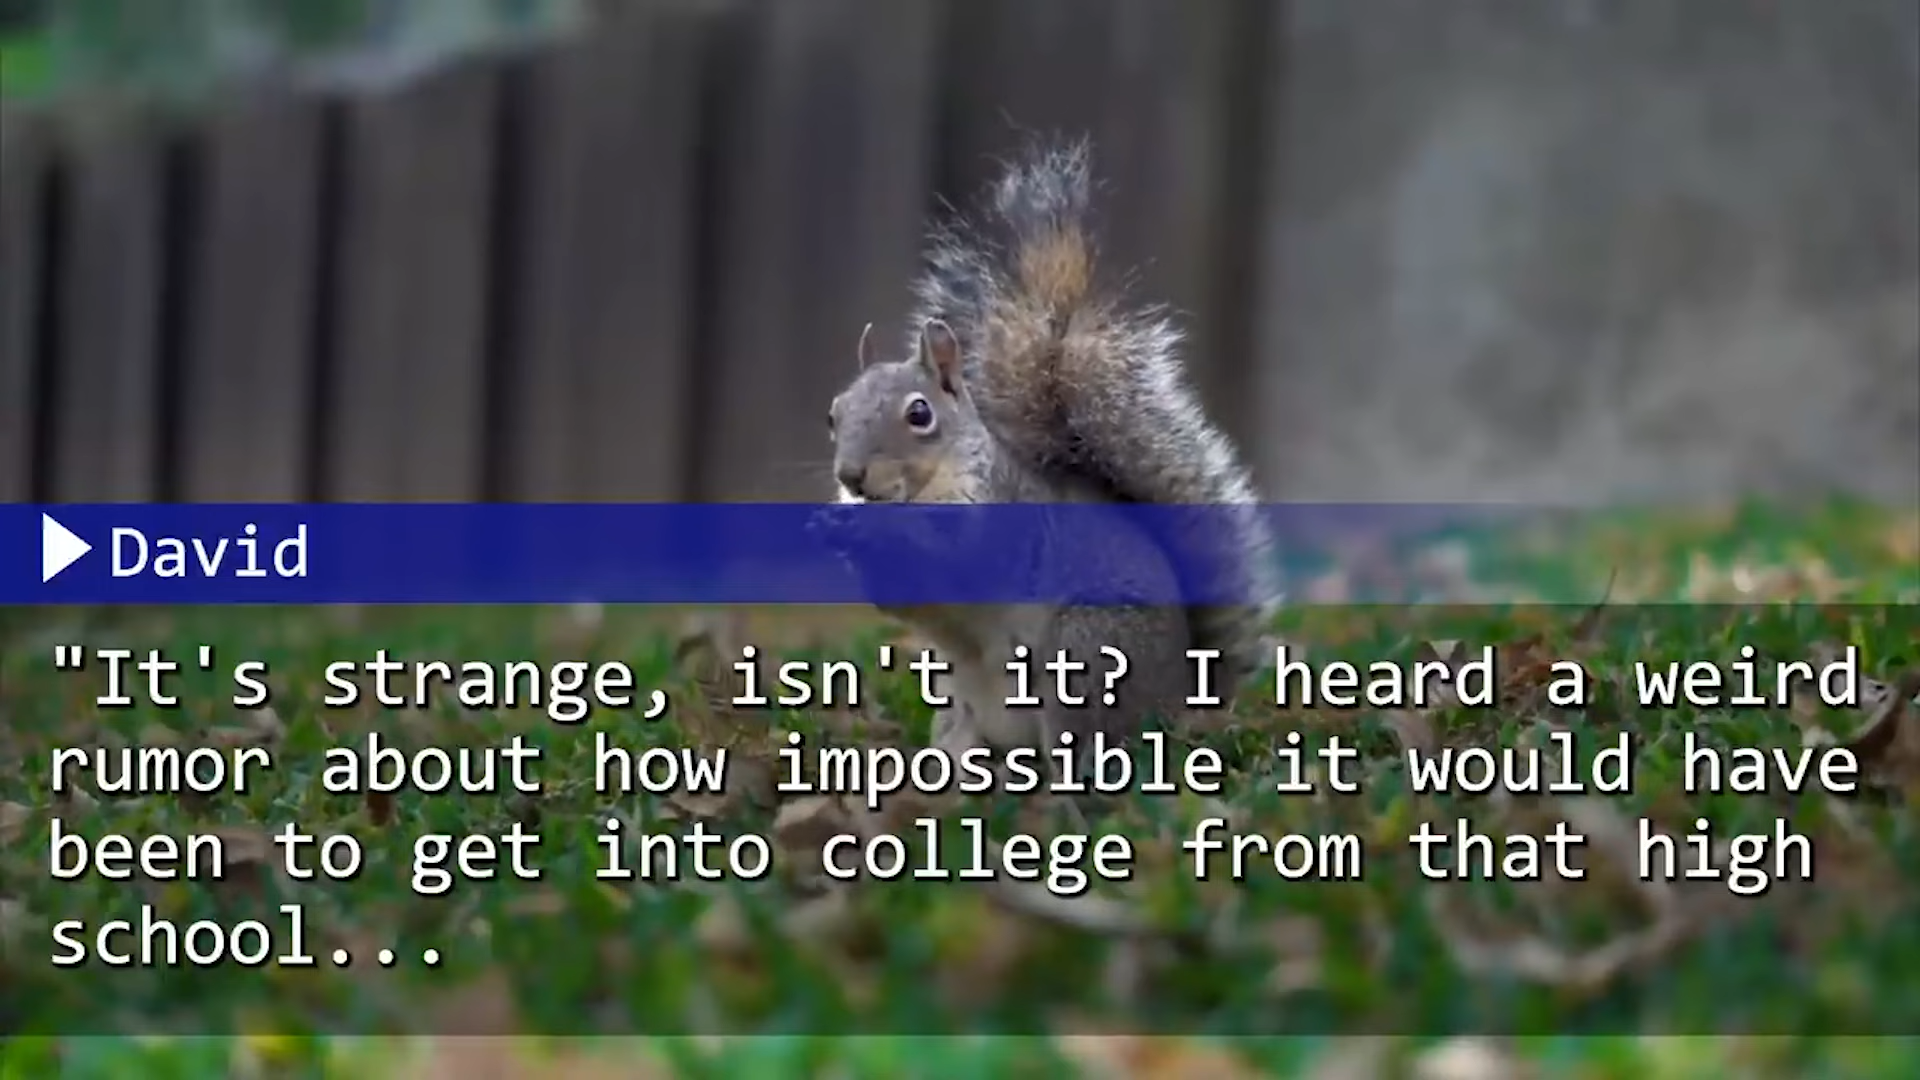 David
"It's strange, isn't it? I heard a weird
rumor about how impossible it would have
been to get into college from that high
school...